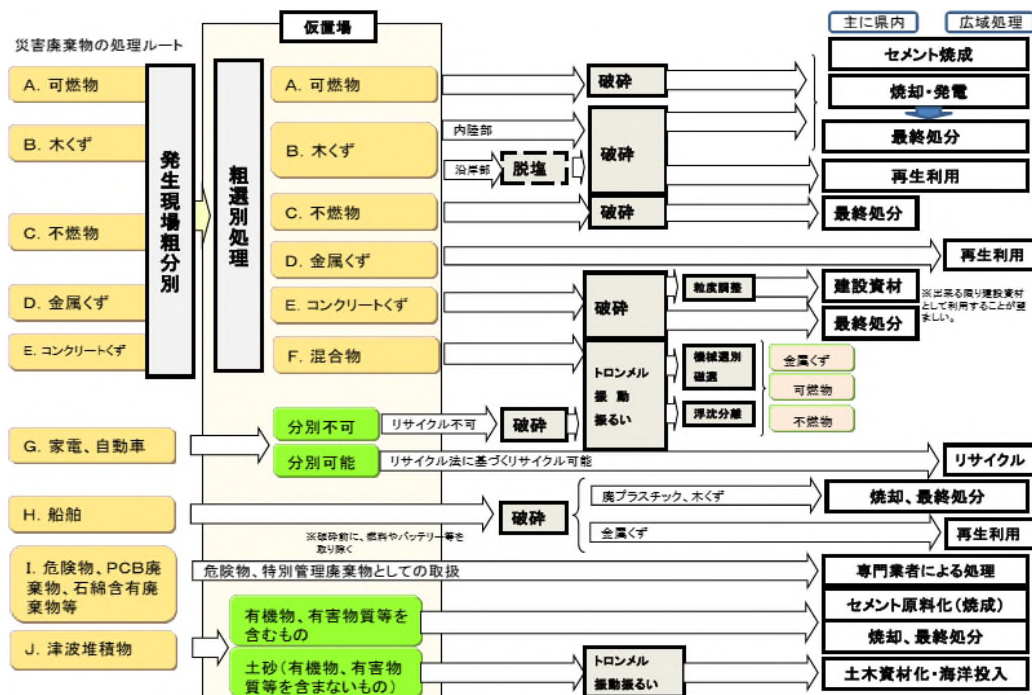 主に県内
広域処理
仮置場
災害廃棄物の処理ルート
セメント焼成
焼却・発電
最終処分
再生利用
A. 可燃物
B. 木くず
C. 不燃物
D. 金属くず
E. コンクリートくず
発生現場粗分別
粗選別処理
A. 可燃物
破砕
B. 木くず
内陸部
沿岸部
脱塩
破砕
C. 不燃物
破砕
最終処分
D. 金属くず
再生利用
E. コンクリートくず
破砕
粒度調整
建設資材
※出来る限り建設資材
として利用することが望
ましい。
最終処分
F. 混合物
トロンメル
振 動
振るい
機械選別
磁選
浮沈分離
金属くず
可燃物
不燃物
G. 家電、自動車
分別不可
リサイクル不可
破砕
分別可能
リサイクル法に基づくリサイクル可能
リサイクル
H. 船舶
※破砕前に、燃料やバッテリー等を
取り除く
破砕
廃プラスチック、木くず
焼却、最終処分
金属くず
再生利用
I. 危険物、PCB廃
棄物、石綿含有廃
棄物等
危険物、特別管理廃棄物としての取扱
専門業者による処理
J. 津波堆積物
有機物、有害物質等を
含むもの
セメント原料化(焼成)
焼却、最終処分
土砂(有機物、有害物
質等を含まないもの)
トロンメル
振動振るい
土木資材化・海洋投入